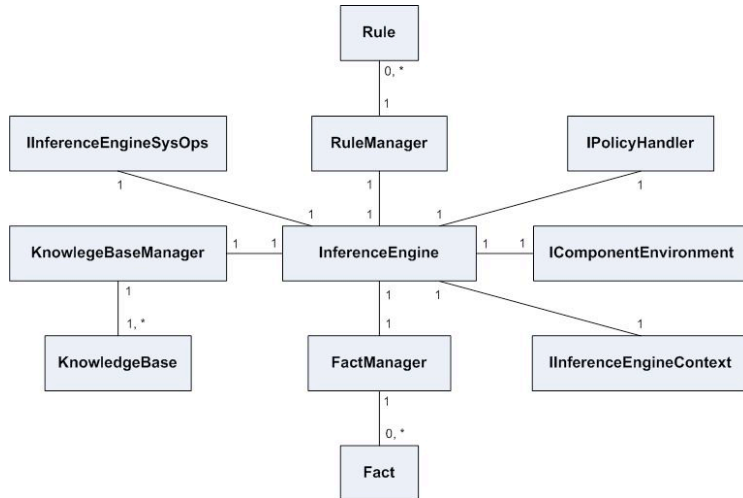 Rule
0, *
1
IInferenceEngineSysOps
RuleManager
IPolicyHandler
1
1
1
1
1
1
KnowlegeBaseManager
1
1
InferenceEngine
1
1
IComponentEnvironment
1
1
1
1, *
1
1
KnowledgeBase
FactManager
IInferenceEngineContext
1
0, *
Fact